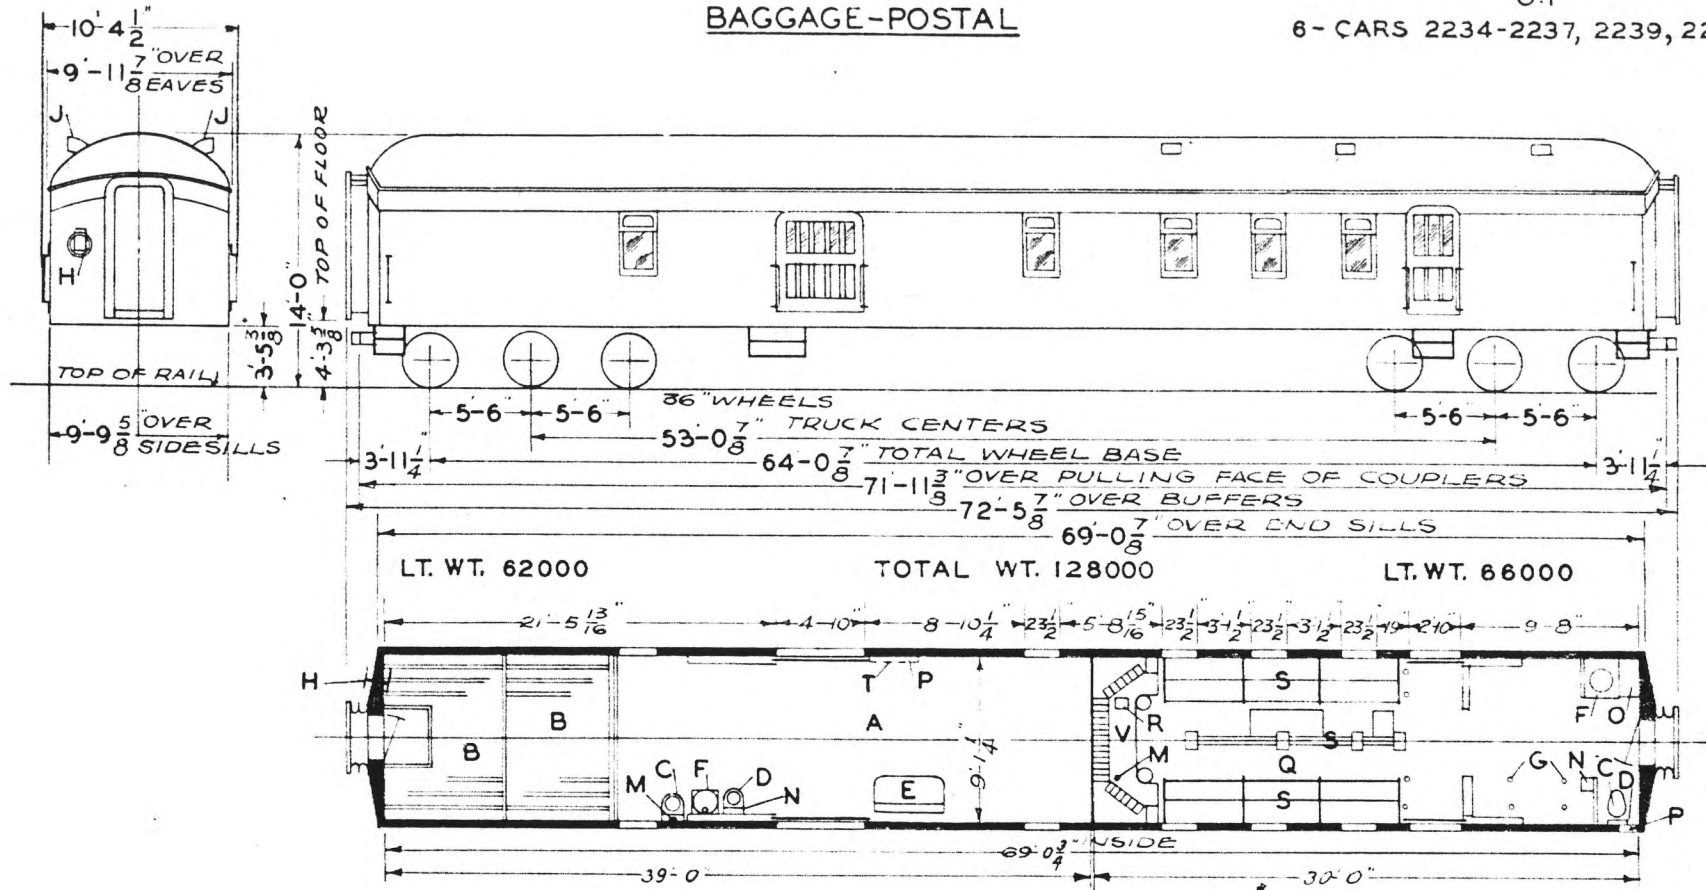 BAGGAGE-POSTAL
6- CARS 2234-2237, 2239,
10'-4 1/2"
9'-11 7/8" OVER EAVES
J J
H
TOP OF FLOOR
14'-0"
3'-5 3/8"
4'-3 5/8"
TOP OF RAIL
9'-9 5/8" OVER SIDESILLS
36" WHEELS
5'-6" 5'-6" 5'-6" 5'-6"
53'-0 7/8" TRUCK CENTERS
3'-11 1/4" 64'-0 7/8" TOTAL WHEEL BASE 3'-11 1/4"
71'-11 3/8" OVER PULLING FACE OF COUPLERS
72'-5 7/8" OVER BUFFERS
69'-0 7/8" OVER END SILLS
LT. WT. 62000 TOTAL WT. 128000 LT. WT. 66000
21'-5 13/16" 4'-10" 8'-10 1/4" 23 1/2 5'-8 15/16" 23 1/2" 3'-1 1/2" 23 1/2" 3'-1 1/2" 23 1/2" 19" 2'-10" 9'-8"
H T P S F O
B B A V R S
M Q G N C D
M C F D N E S P
9'-1 1/4"
69'-0 3/4" INSIDE
39'-0" 30'-0"